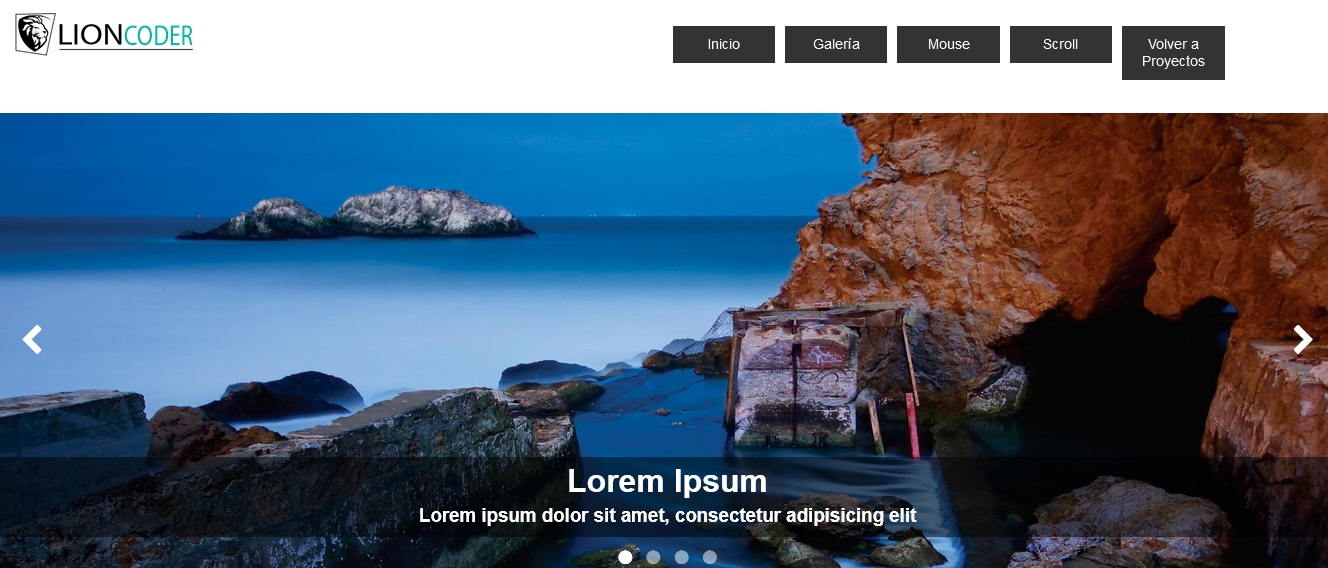 LIONCODER
Inicio
Galería
Mouse
Scroll
Volver a
Proyectos
Lorem Ipsum
Lorem ipsum dolor sit amet, consectetur adipisicing elit